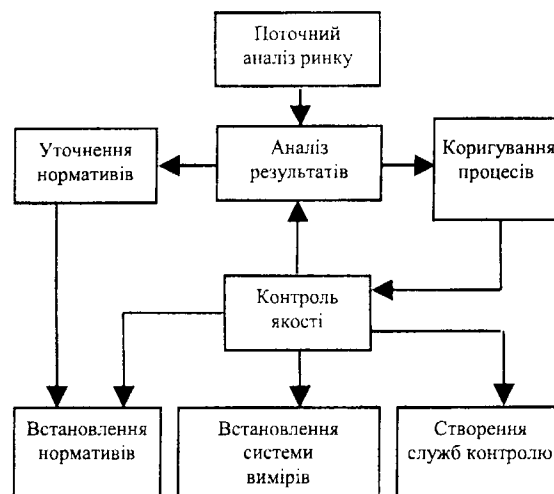 Поточний
аналіз ринку
Уточнення
нормативів
Аналіз
результатів
Коригування
процесів
Контроль
якості
Встановлення
нормативів
Встановлення
системи
вимірів
Створення
служб контролю